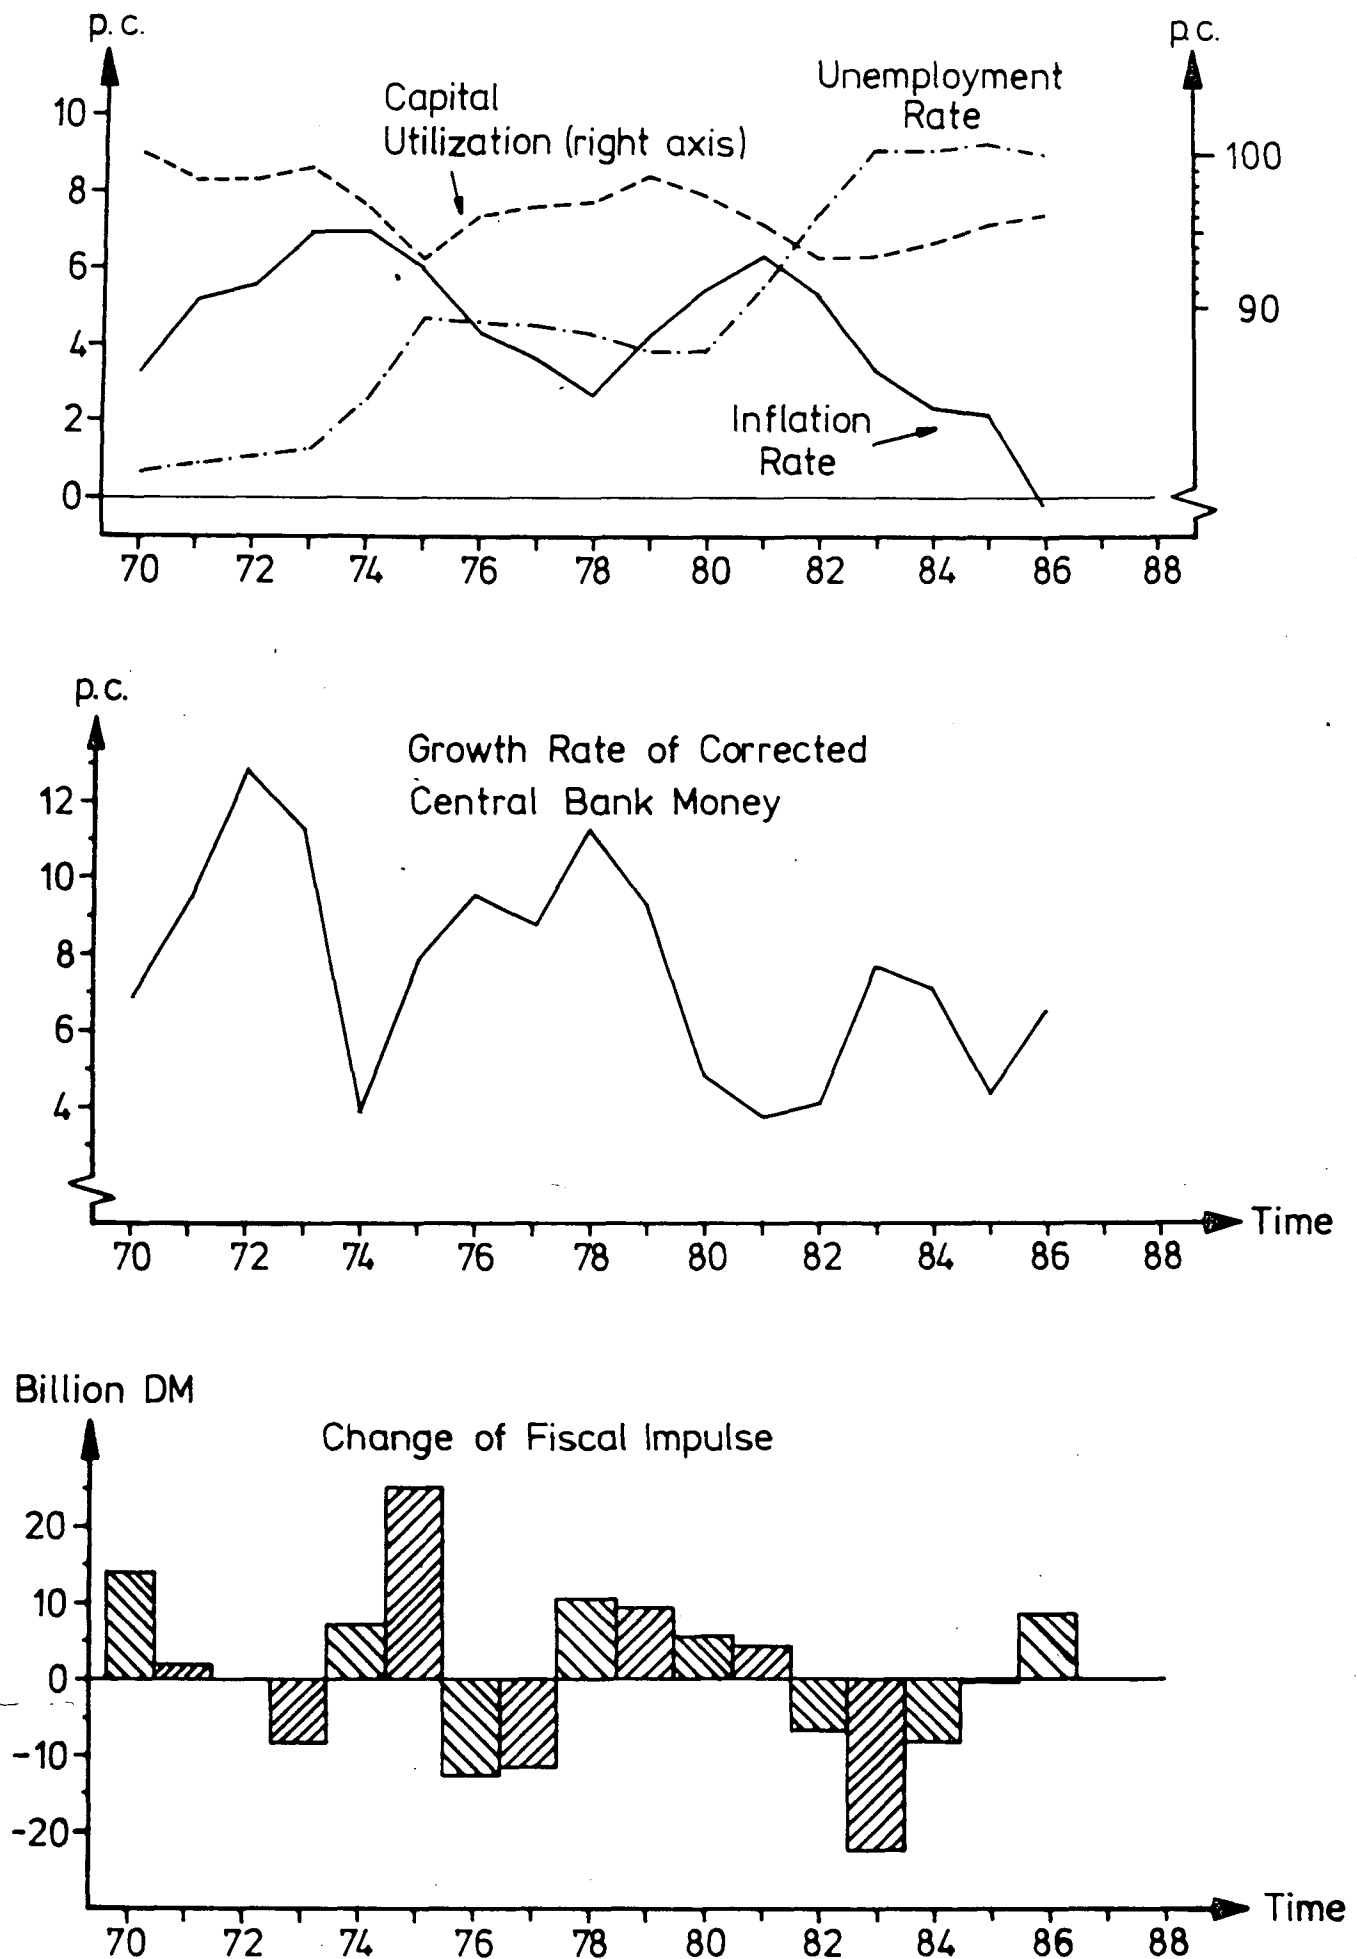 p.c.
p.c.
Capital
Utilization (right axis)
Unemployment
Rate
10
8
6
4
2
0
100
90
Inflation
Rate
70 72 74 76 78 80 82 84 86 88
p.c.
Growth Rate of Corrected
Central Bank Money
12
10
8
6
4
Time
70 72 74 76 78 80 82 84 86 88
Billion DM
Change of Fiscal Impulse
20
10
0
-10
-20
Time
70 72 74 76 78 80 82 84 86 88